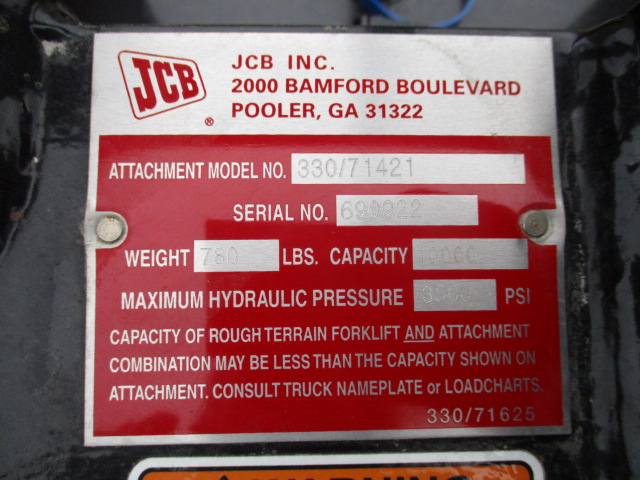 JCB
®
JCB INC.
2000 BAMFORD BOULEVARD
POOLER, GA 31322
ATTACHMENT MODEL NO. 330/71421
SERIAL NO. 690922
WEIGHT 780 LBS. CAPACITY
MAXIMUM HYDRAULIC PRESSURE PSI
CAPACITY OF ROUGH TERRAIN FORKLIFT AND ATTACHMENT
COMBINATION MAY BE LESS THAN THE CAPACITY SHOWN ON
ATTACHMENT. CONSULT TRUCK NAMEPLATE or LOADCHARTS.
330/71625
WARNING